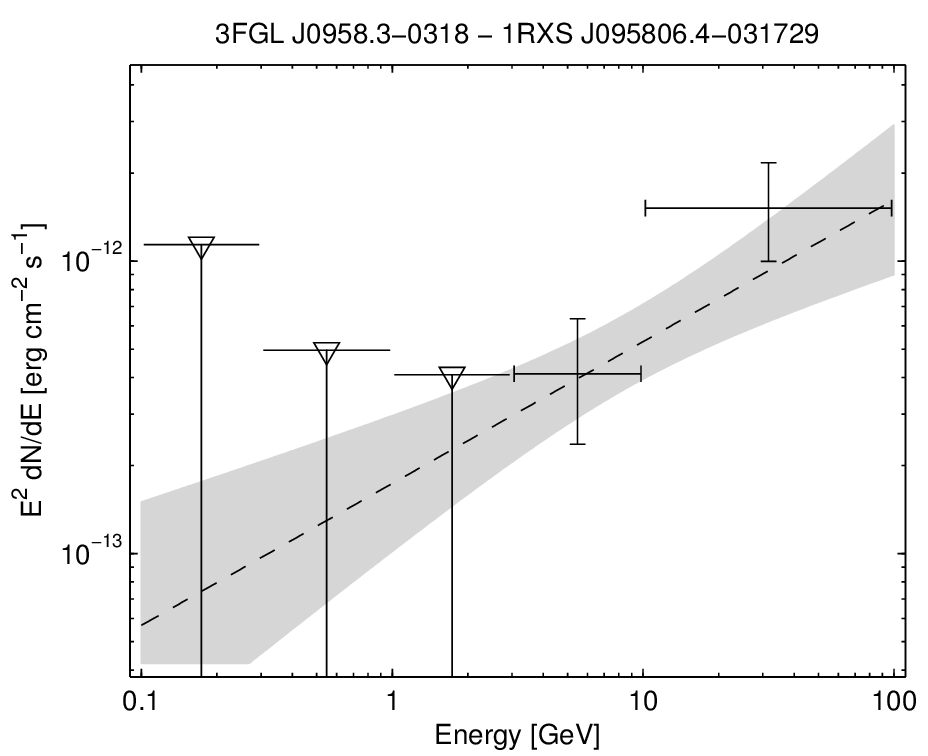 3FGL J0958.3−0318 − 1RXS J095806.4−031729
E² dN/dE [erg cm⁻² s⁻¹]
10⁻¹²
10⁻¹³
0.1 1 10 100
Energy [GeV]